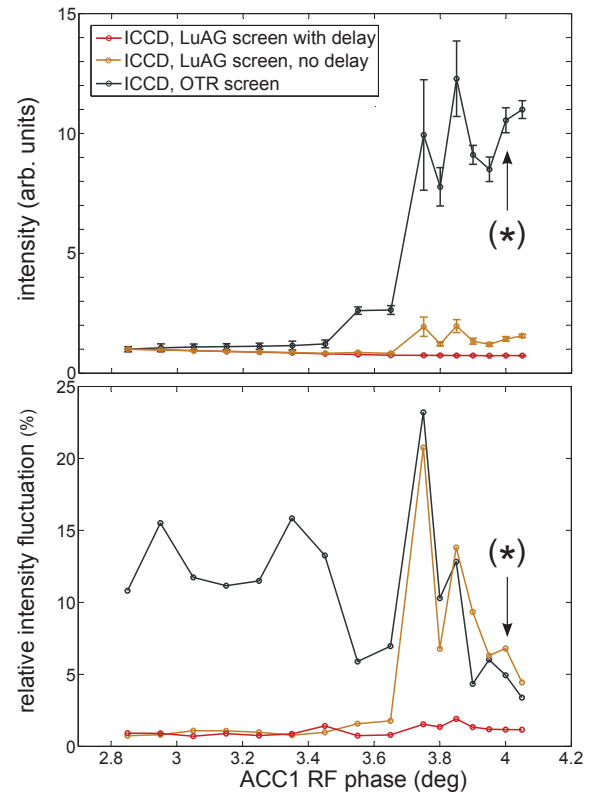 15
ICCD, LuAG screen with delay
ICCD, LuAG screen, no delay
ICCD, OTR screen
10
5
1
intensity (arb. units)
(*)
25
20
15
10
5
0
relative intensity fluctuation (%)
(*)
2.8 3 3.2 3.4 3.6 3.8 4 4.2
ACC1 RF phase (deg)